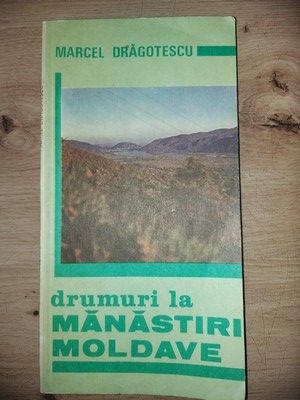 MARCEL DRĂGOTESCU
drumuri la
MĂNĂSTIRI
MOLDAVE